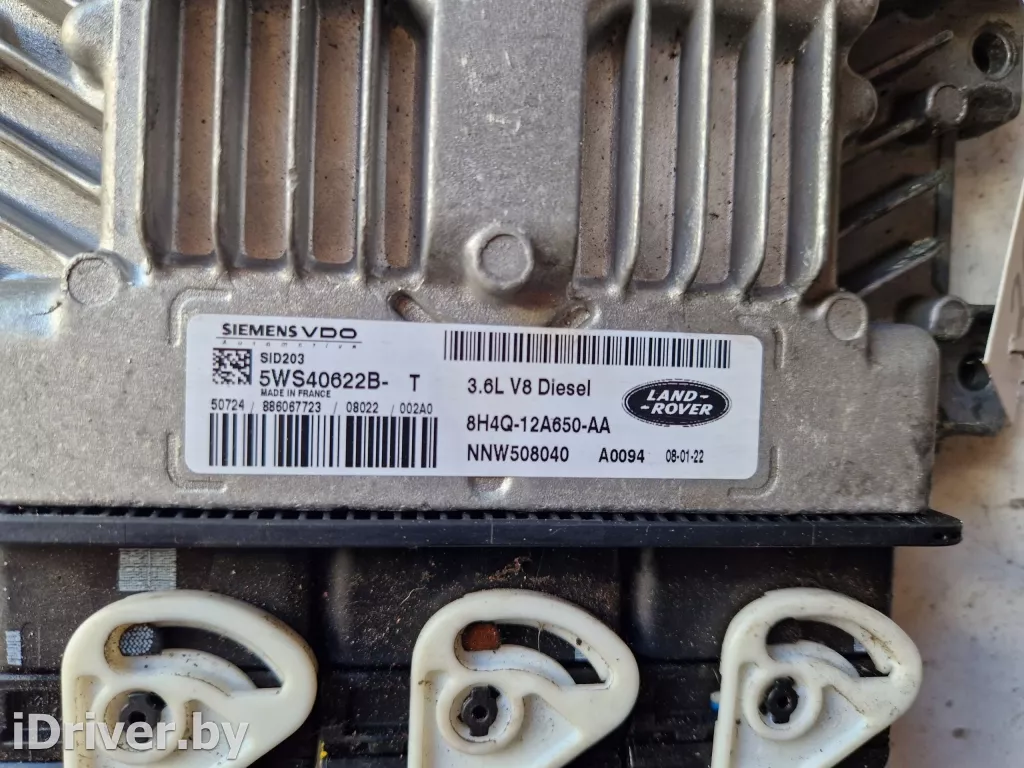 SIEMENS VDO
Automotive
SID203
5WS40622B- T
MADE IN FRANCE
50724 / 886067723 / 08022 / 002A0
3.6L V8 Diesel
LAND-
-ROVER
8H4Q-12A650-AA
NNW508040 A0094 08-01-22
iDriver.by